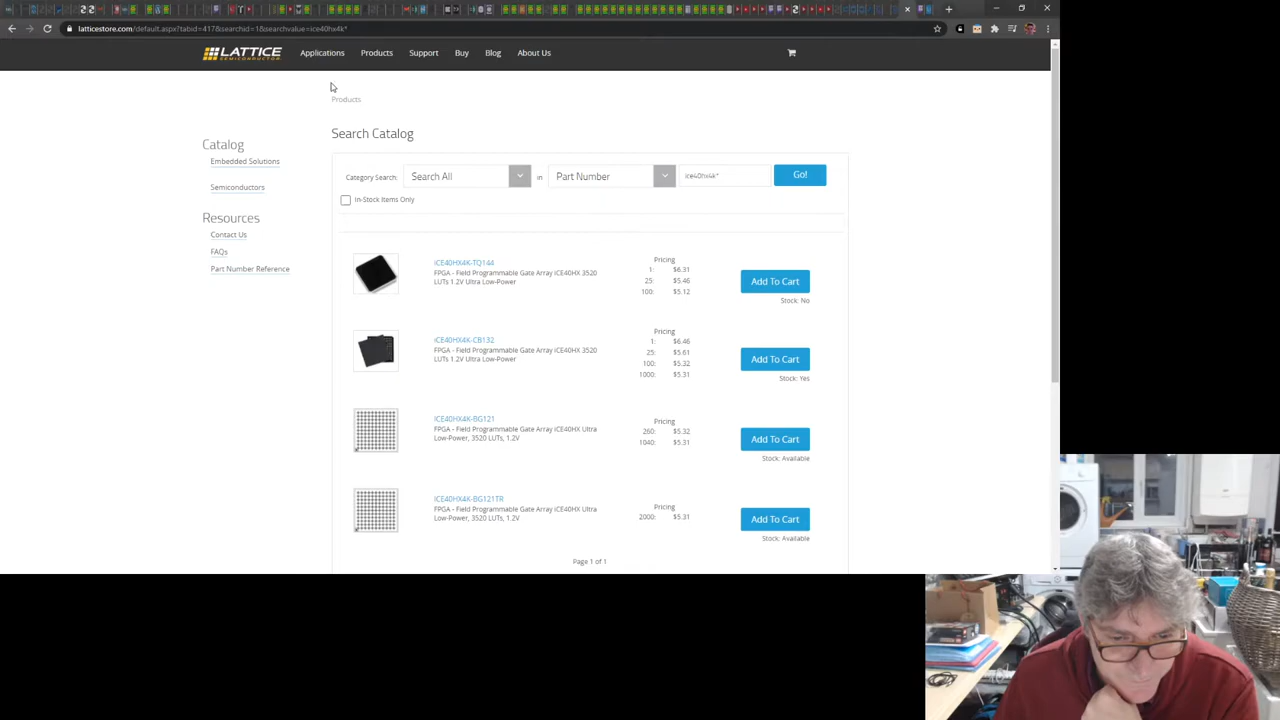 latticestore.com/default.aspx?tabid=417&searchid=1&searchvalue=ice40hx4k*
LATTICE
SEMICONDUCTOR
Applications Products Support Buy Blog About Us
Products
Catalog
Embedded Solutions
Semiconductors
Resources
Contact Us
FAQs
Part Number Reference
Search Catalog
Category Search: Search All in Part Number ice40hx4k* Go!
In-Stock Items Only
iCE40HX4K-TQ144
FPGA - Field Programmable Gate Array iCE40HX 3520
LUTs 1.2V Ultra Low-Power
Pricing
1: $6.31
25: $5.46
100: $5.12
Add To Cart
Stock: No
iCE40HX4K-CB132
FPGA - Field Programmable Gate Array iCE40HX 3520
LUTs 1.2V Ultra Low-Power
Pricing
1: $6.46
25: $5.61
100: $5.32
1000: $5.31
Add To Cart
Stock: Yes
ICE40HX4K-BG121
FPGA - Field Programmable Gate Array iCE40HX Ultra
Low-Power, 3520 LUTs, 1.2V
Pricing
260: $5.32
1040: $5.31
Add To Cart
Stock: Available
ICE40HX4K-BG121TR
FPGA - Field Programmable Gate Array iCE40HX Ultra
Low-Power, 3520 LUTs, 1.2V
Pricing
2000: $5.31
Add To Cart
Stock: Available
Page 1 of 1